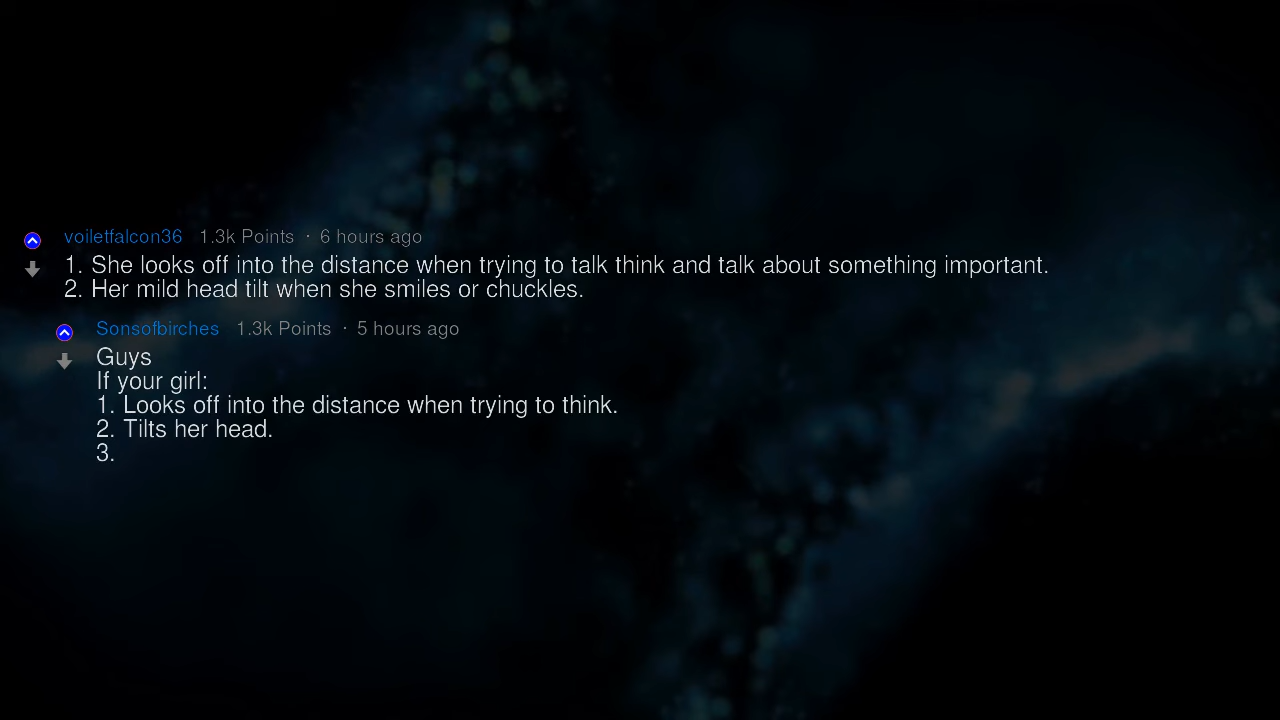 voiletfalcon36 1.3k Points · 6 hours ago
1. She looks off into the distance when trying to talk think and talk about something important.
2. Her mild head tilt when she smiles or chuckles.
Sonsofbirches 1.3k Points · 5 hours ago
Guys
If your girl:
1. Looks off into the distance when trying to think.
2. Tilts her head.
3.